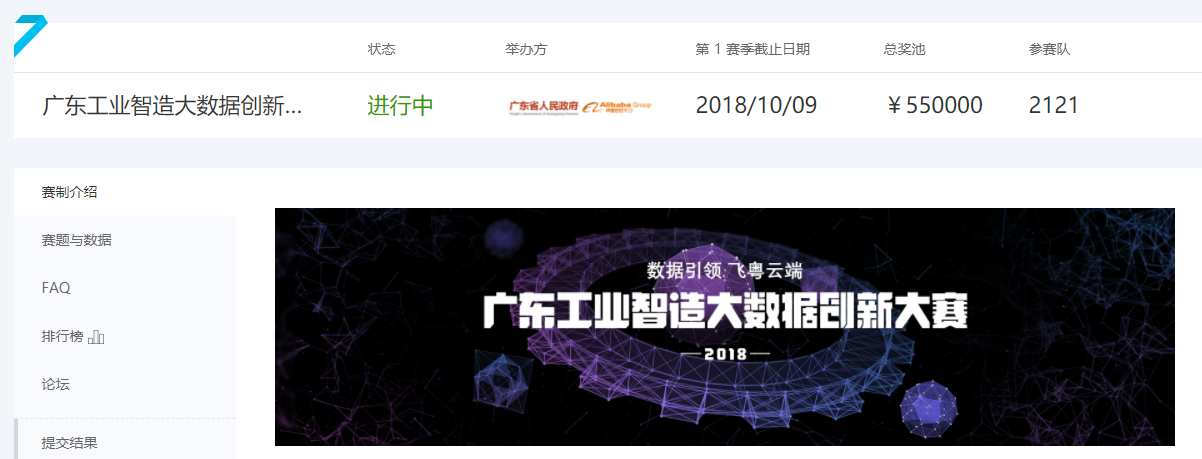 状态
举办方
第 1 赛季截止日期
总奖池
参赛队
广东工业智造大数据创新...
进行中
广东省人民政府
Alibaba Group
2018/10/09
￥550000
2121
赛制介绍
赛题与数据
FAQ
排行榜
论坛
提交结果
数据引领 飞粤云端
广东工业智造大数据创新大赛
—2018—